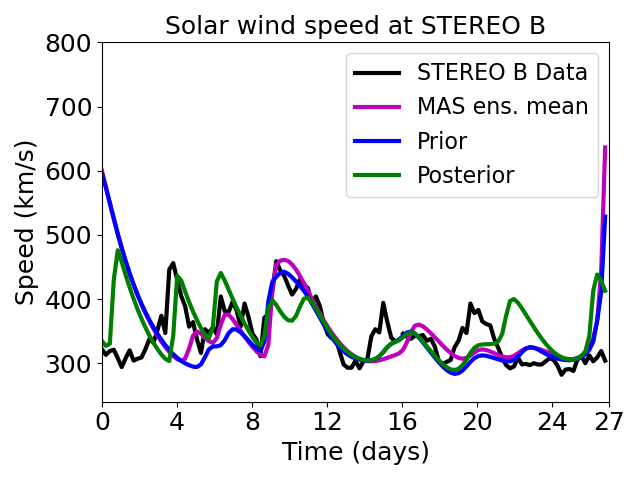 Solar wind speed at STEREO B
800
700
600
500
400
300
Speed (km/s)
STEREO B Data
MAS ens. mean
Prior
Posterior
0 4 8 12 16 20 24 27
Time (days)